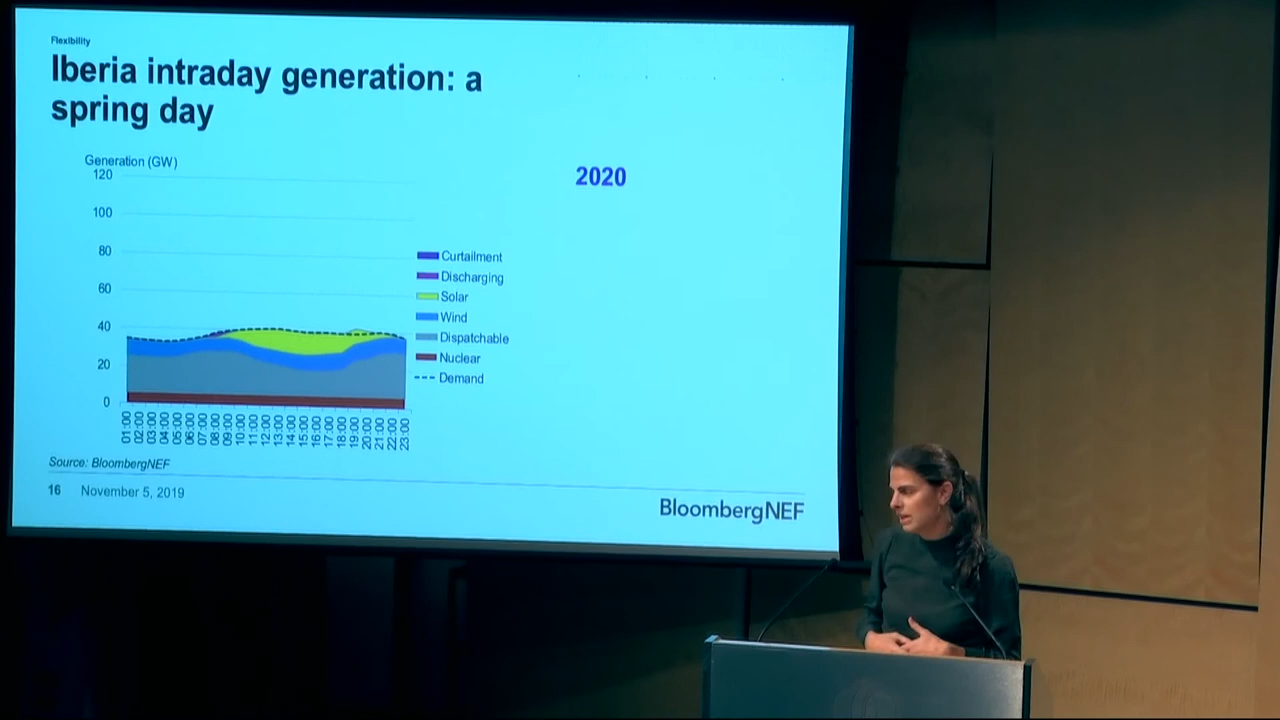 Flexibility
Iberia intraday generation: a
spring day
Generation (GW)
120
100
80
60
40
20
0
01:00
02:00
03:00
04:00
05:00
06:00
07:00
08:00
09:00
10:00
11:00
12:00
13:00
14:00
15:00
16:00
17:00
18:00
19:00
20:00
21:00
22:00
23:00
2020
Curtailment
Discharging
Solar
Wind
Dispatchable
Nuclear
Demand
Source: BloombergNEF
16 November 5, 2019
BloombergNEF